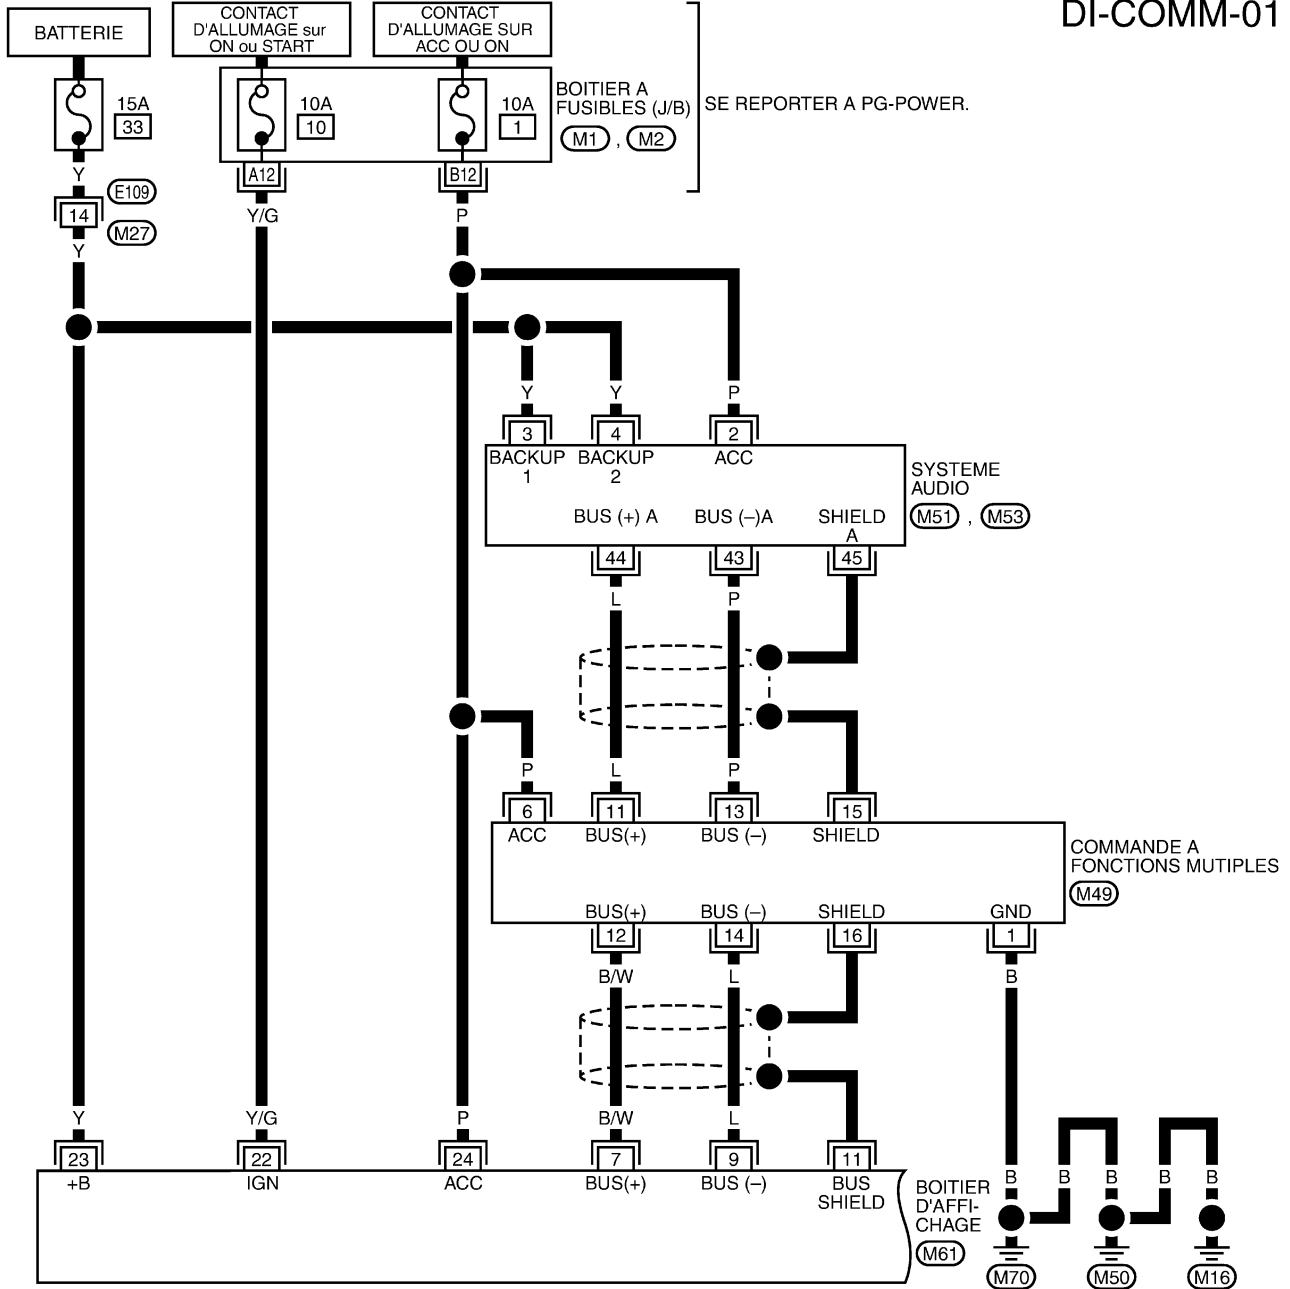 DI-COMM-01
BATTERIE
CONTACT
D'ALLUMAGE sur
ON ou START
CONTACT
D'ALLUMAGE SUR
ACC OU ON
15A
33
10A
10
10A
1
BOITIER A
FUSIBLES (J/B)
M1 , M2
SE REPORTER A PG-POWER.
A12
B12
Y
E109
14
M27
Y
Y/G
P
Y
Y
P
3
4
2
BACKUP
1
BACKUP
2
ACC
BUS (+) A
BUS (–)A
SHIELD
A
SYSTEME
AUDIO
M51 , M53
44
43
45
L
P
P
L
P
6
11
13
15
ACC
BUS(+)
BUS (–)
SHIELD
COMMANDE A
FONCTIONS MUTIPLES
M49
BUS(+)
BUS (–)
SHIELD
GND
12
14
16
1
B/W
L
B
Y
Y/G
P
B/W
L
23
22
24
7
9
11
+B
IGN
ACC
BUS(+)
BUS (–)
BUS
SHIELD
BOITIER
D'AFFI-
CHAGE
M61
B
B
B
B
B
M70
M50
M16